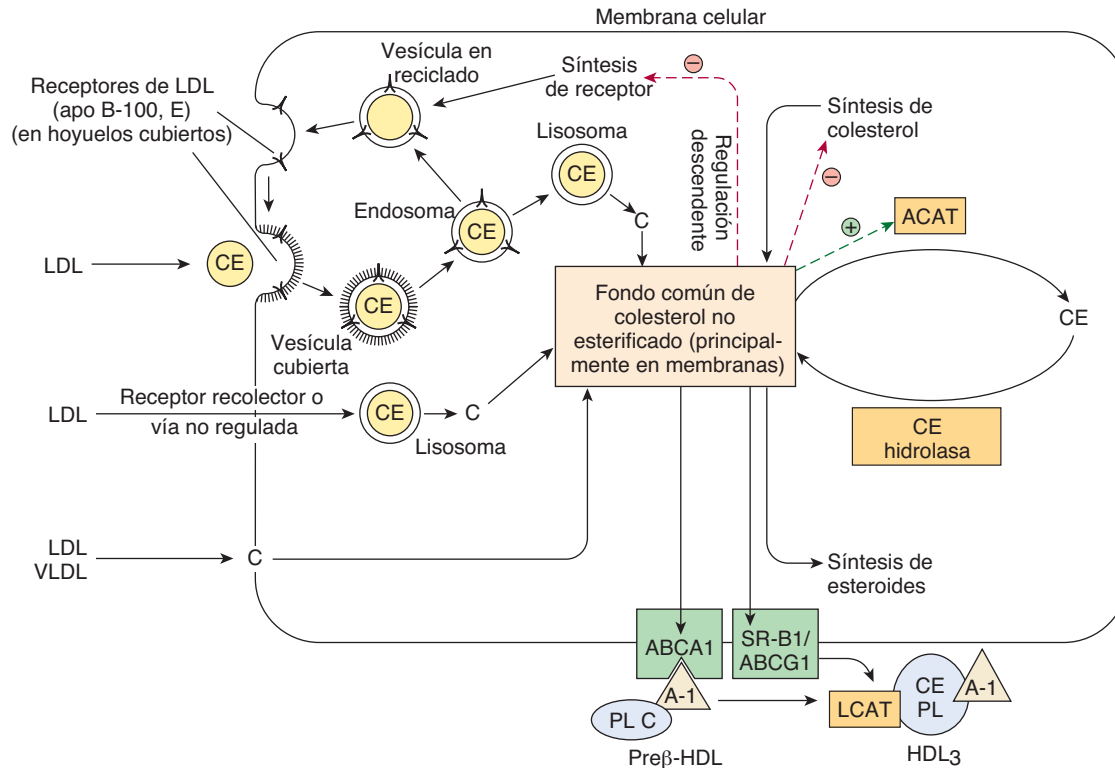 Membrana celular
Vesícula en
reciclado
Síntesis
de receptor
−
Receptores de LDL
(apo B-100, E)
(en hoyuelos cubiertos)
Síntesis de
colesterol
−
Lisosoma
CE
C
Regulación
descendente
Endosoma
CE
+
ACAT
LDL
CE
CE
Vesícula
cubierta
Fondo común de
colesterol no
esterificado (principal-
mente en membranas)
CE
LDL
Receptor recolector o
vía no regulada
CE
C
Lisosoma
CE
hidrolasa
LDL
VLDL
C
Síntesis de
esteroides
ABCA1
SR-B1/
ABCG1
A-1
PL C
Preβ-HDL
LCAT
CE
PL
A-1
HDL3